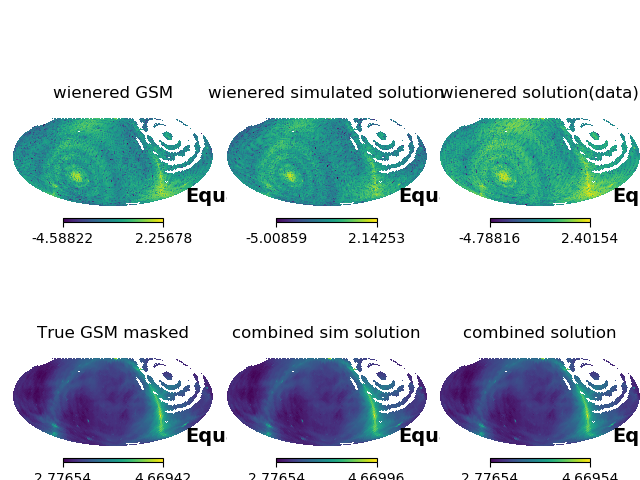 wienered GSM
wienered simulated solution
wienered solution(data)
Equ
Equ
Eq
-4.58822 2.25678
-5.00859 2.14253
-4.78816 2.40154
True GSM masked
combined sim solution
combined solution
Equ
Equ
Eq
2.77654 4.66942
2.77654 4.66996
2.77654 4.66954